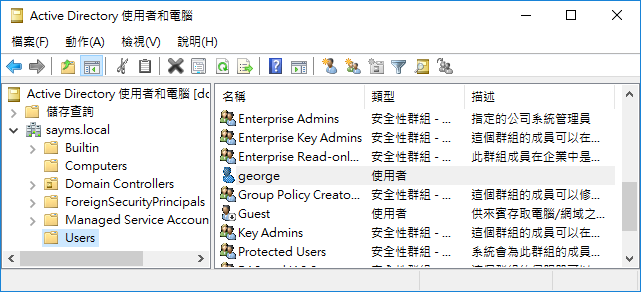 Active Directory 使用者和電腦
檔案(F) 動作(A) 檢視(V) 說明(H)
Active Directory 使用者和電腦 [dc
儲存查詢
sayms.local
Builtin
Computers
Domain Controllers
ForeignSecurityPrincipals
Managed Service Accoun
Users
名稱 類型 描述
Enterprise Admins 安全性群組 - ... 指定的公司系統管理員
Enterprise Key Admins 安全性群組 - ... 這個群組的成員可以在...
Enterprise Read-onl... 安全性群組 - ... 此群組成員在企業中是...
george 使用者
Group Policy Creato... 安全性群組 - ... 這個群組的成員可以修...
Guest 使用者 供來賓存取電腦/網域之...
Key Admins 安全性群組 - ... 這個群組的成員可以在...
Protected Users 安全性群組 - ... 系統會為此群組的成員...